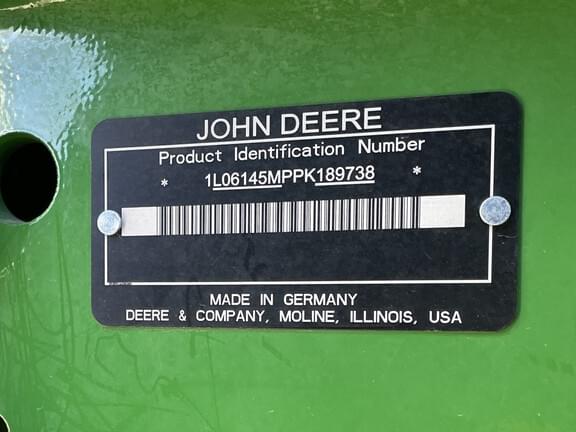 JOHN DEERE
Product Identification Number
* 1L06145MPPK189738 *
MADE IN GERMANY
DEERE & COMPANY, MOLINE, ILLINOIS, USA